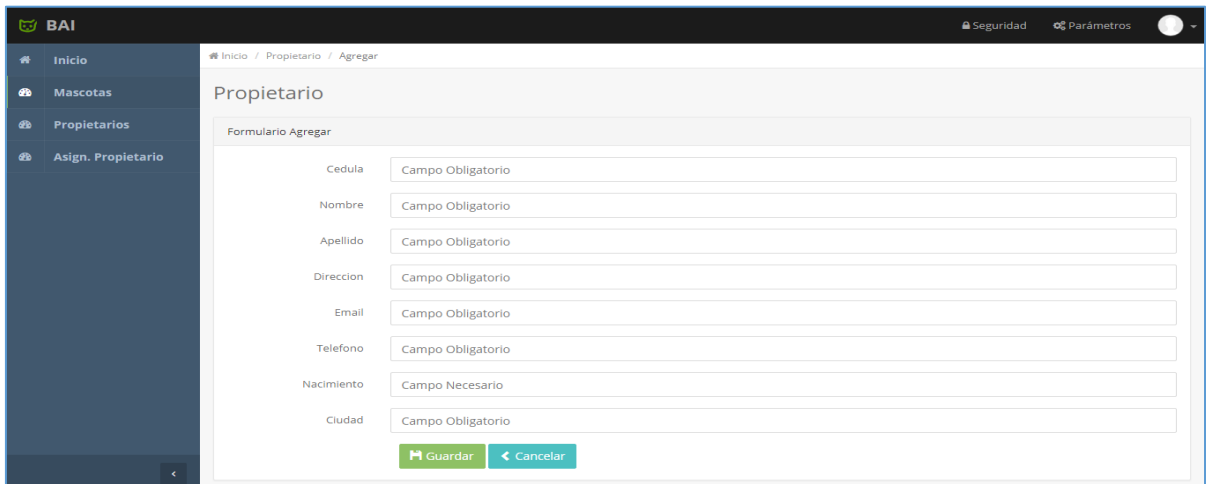 BAI
Seguridad
Parámetros
Inicio
Mascotas
Propietarios
Asign. Propietario
Inicio / Propietario / Agregar
Propietario
Formulario Agregar
Cedula Campo Obligatorio
Nombre Campo Obligatorio
Apellido Campo Obligatorio
Direccion Campo Obligatorio
Email Campo Obligatorio
Telefono Campo Obligatorio
Nacimiento Campo Necesario
Ciudad Campo Obligatorio
Guardar Cancelar